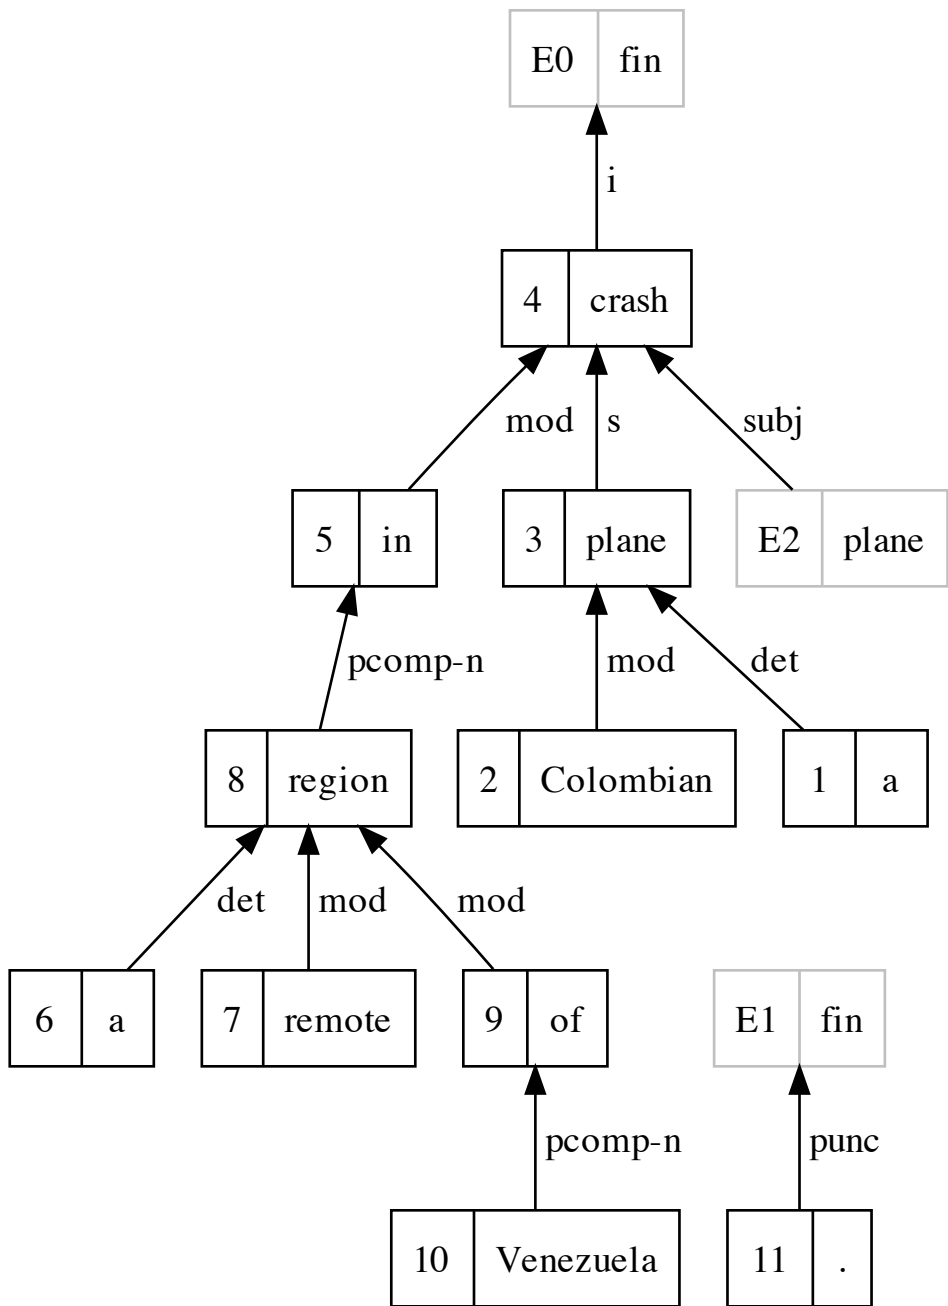 E0 fin
i
4 crash
mod s subj
5 in 3 plane E2 plane
pcomp-n mod det
8 region 2 Colombian 1 a
det mod mod
6 a 7 remote 9 of E1 fin
pcomp-n punc
10 Venezuela 11 .